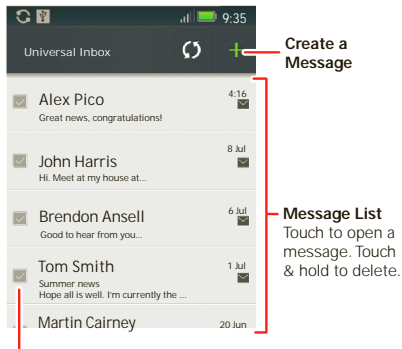 9:35
Universal Inbox
Create a
Message
Alex Pico
4:16
Great news, congratulations!
John Harris
8 Jul
Hi. Meet at my house at...
Brendon Ansell
6 Jul
Good to hear from you...
Message List
Touch to open a
message. Touch
& hold to delete.
Tom Smith
1 Jul
Summer news
Hope all is well. I'm currently the ...
Martin Cairney
20 Jun